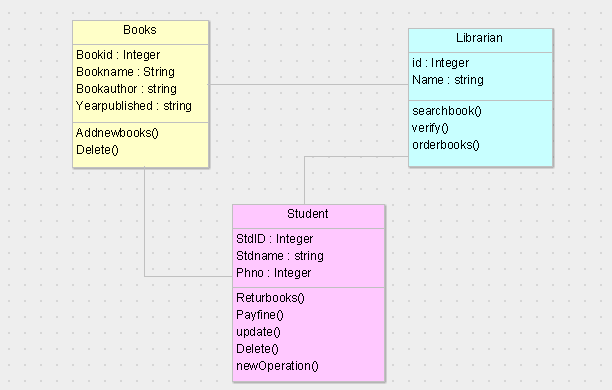 Books
Bookid : Integer
Bookname : String
Bookauthor : string
Yearpublished : string
Addnewbooks()
Delete()
Librarian
id : Integer
Name : string
searchbook()
verify()
orderbooks()
Student
StdID : Integer
Stdname : string
Phno : Integer
Returbooks()
Payfine()
update()
Delete()
newOperation()